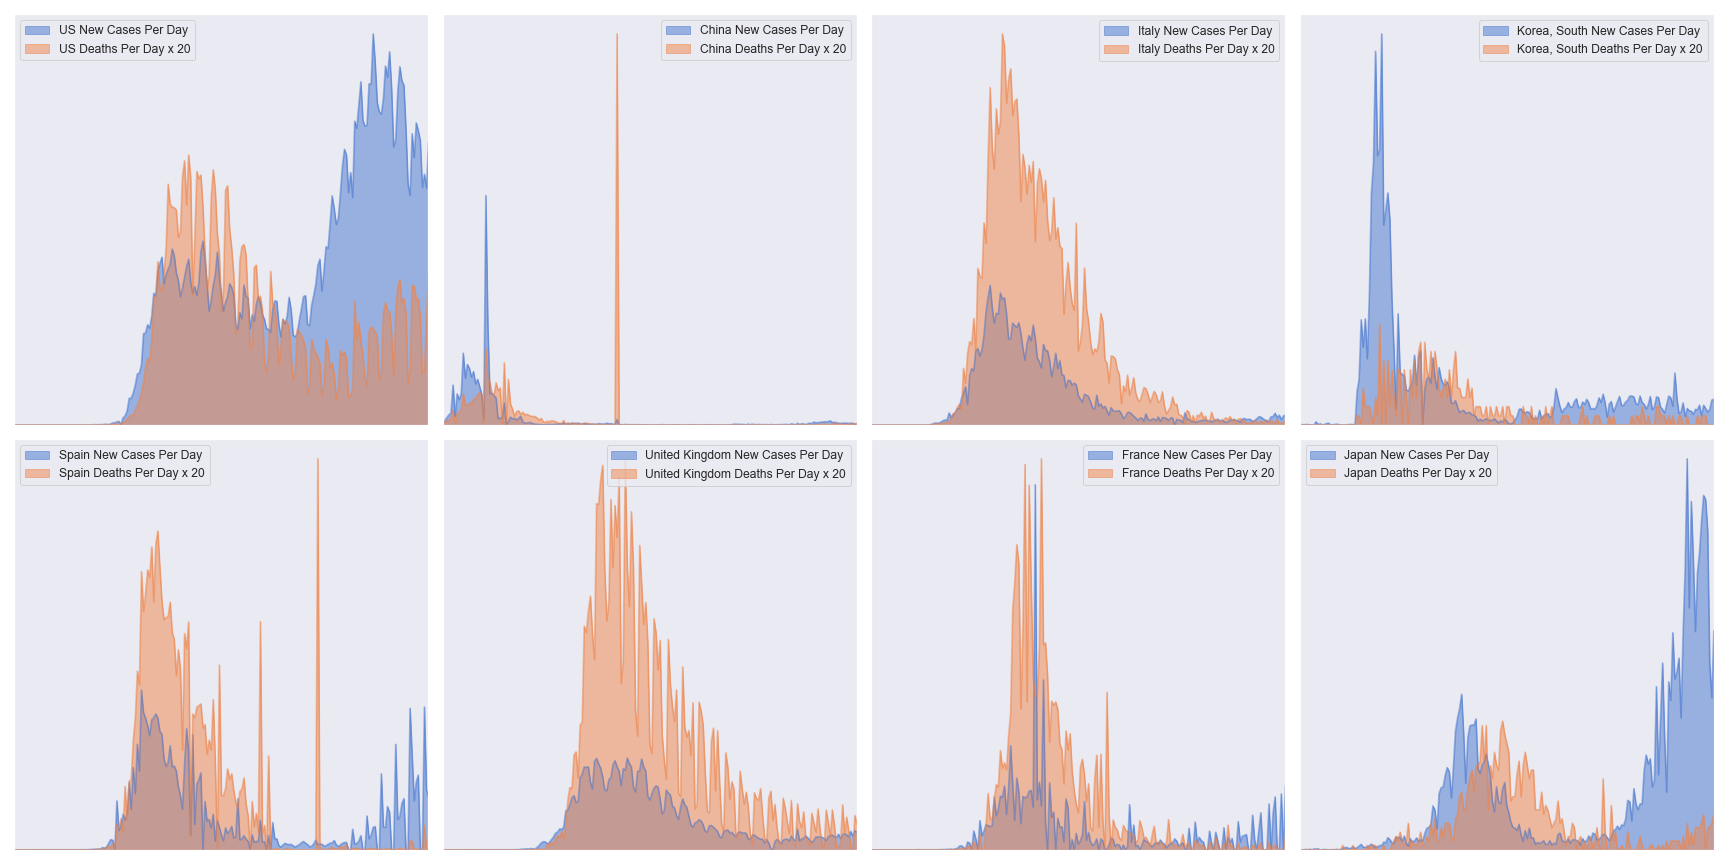 US New Cases Per Day
US Deaths Per Day x 20
China New Cases Per Day
China Deaths Per Day x 20
Italy New Cases Per Day
Italy Deaths Per Day x 20
Korea, South New Cases Per Day
Korea, South Deaths Per Day x 20
Spain New Cases Per Day
Spain Deaths Per Day x 20
United Kingdom New Cases Per Day
United Kingdom Deaths Per Day x 20
France New Cases Per Day
France Deaths Per Day x 20
Japan New Cases Per Day
Japan Deaths Per Day x 20